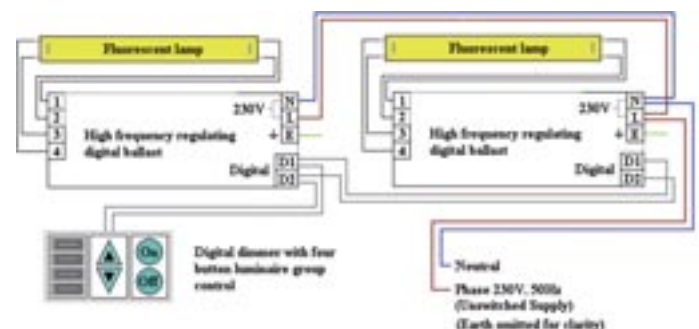 Fluorescent lamp
Fluorescent lamp
1
2
3
4
230V
N
L
E
High frequency regulating
digital ballast
Digital
D1
D2
1
2
3
4
230V
N
L
E
High frequency regulating
digital ballast
Digital
D1
D2
On
Off
Digital dimmer with four
button luminaire group
control
Neutral
Phase 230V. 50Hz
(Unswitched Supply)
(Earth omitted for clarity)